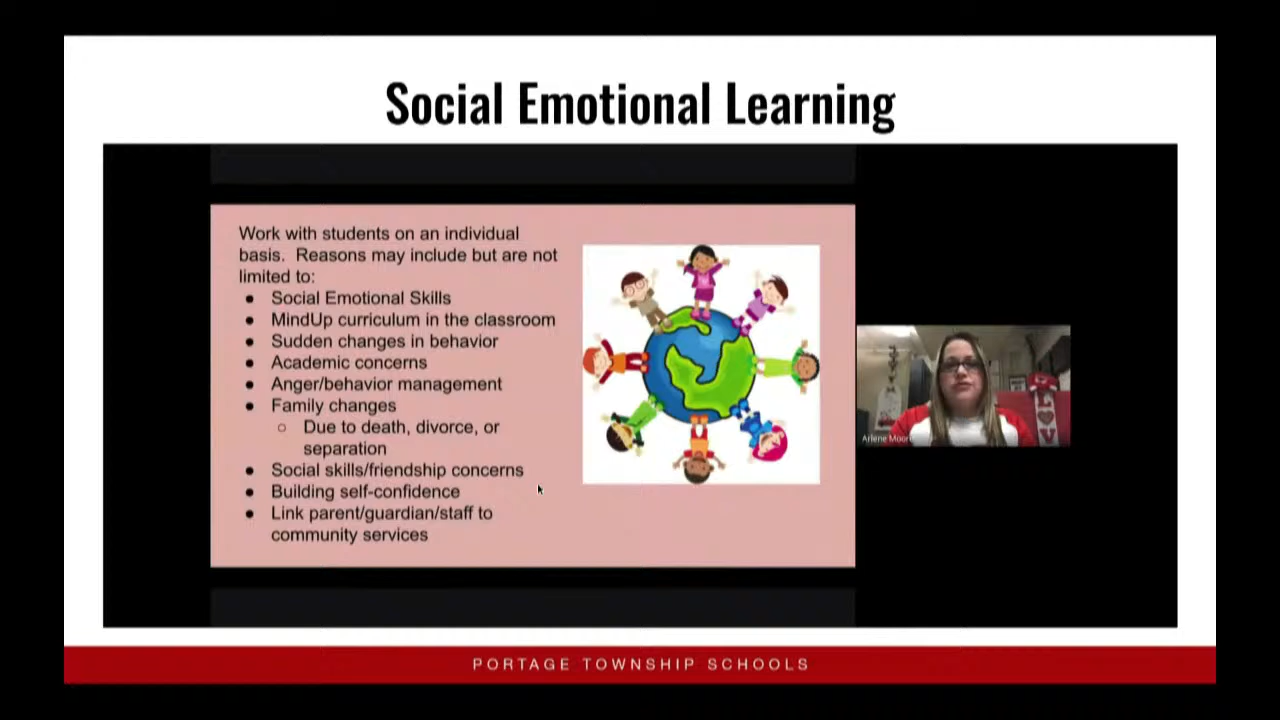 Social Emotional Learning
Work with students on an individual
basis.  Reasons may include but are not
limited to:
● Social Emotional Skills
● MindUp curriculum in the classroom
● Sudden changes in behavior
● Academic concerns
● Anger/behavior management
● Family changes
○ Due to death, divorce, or
separation
● Social skills/friendship concerns
● Building self-confidence
● Link parent/guardian/staff to
community services
Arlene Moore
LOV
PORTAGE TOWNSHIP SCHOOLS